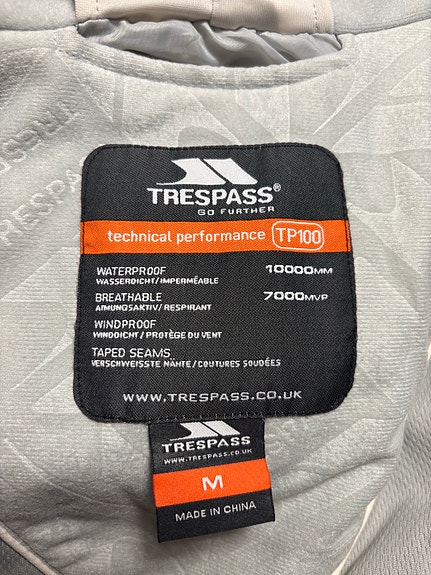 TRESPASS®
GO FURTHER
technical performance TP100
WATERPROOF 10000MM
WASSERDICHT/IMPERMÉABLE
BREATHABLE 7000MVP
ATMUNGSAKTIV/RESPIRANT
WINDPROOF
WINDDICHT/PROTÈGE DU VENT
TAPED SEAMS
VERSCHWEISSTE NÄHTE/COUTURES SOUDÉES
WWW.TRESPASS.CO.UK
TRESPASS
WWW.TRESPASS.CO.UK
M
MADE IN CHINA